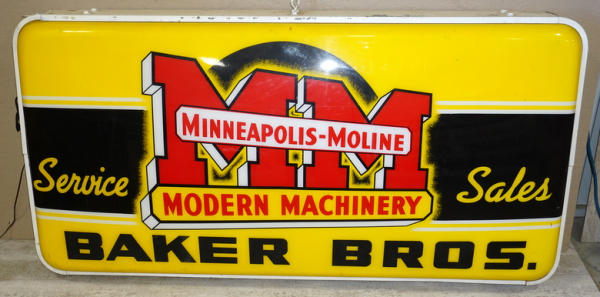 MM
MINNEAPOLIS-MOLINE
MODERN MACHINERY
Service
Sales
BAKER BROS.